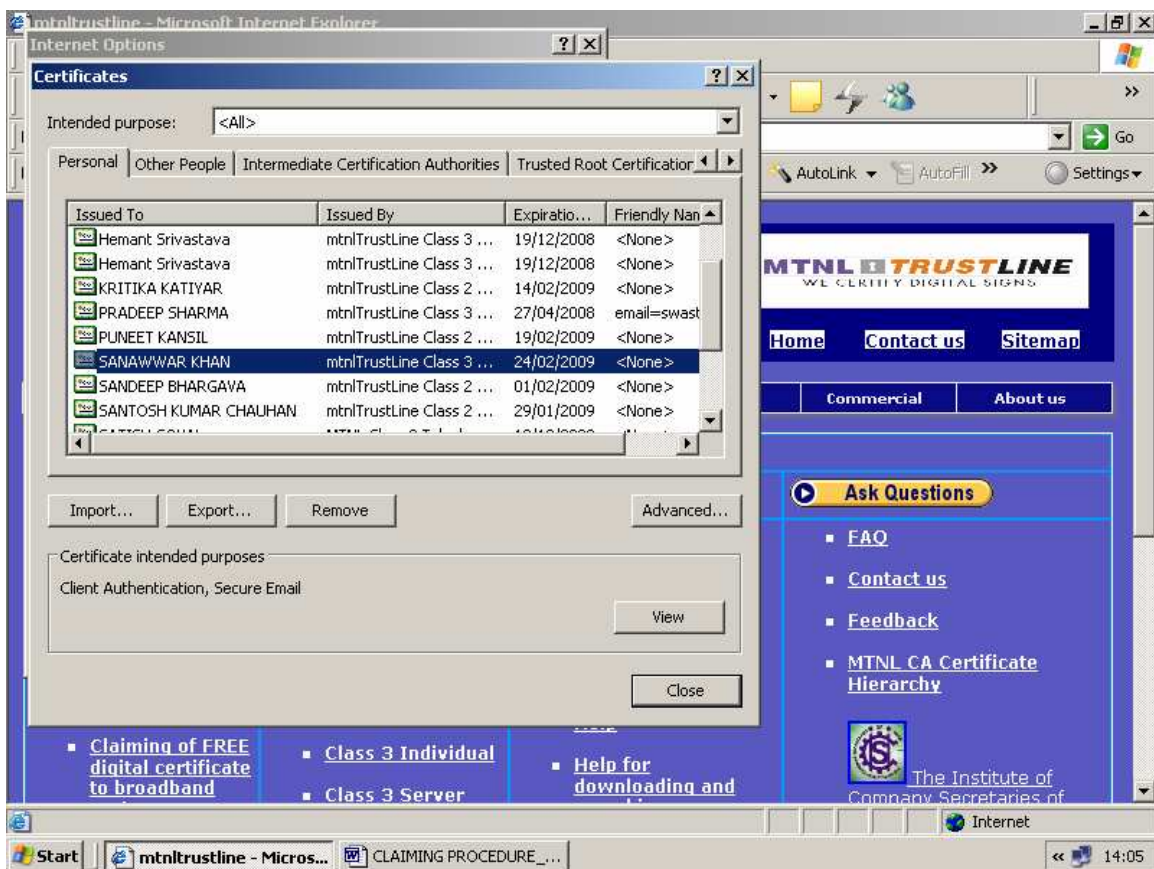 mtnltrustline - Microsoft Internet Explorer
Internet Options
Certificates
Intended purpose: <All>
Personal Other People Intermediate Certification Authorities Trusted Root Certification
Issued To Issued By Expiratio... Friendly Nan
Hemant Srivastava mtnlTrustLine Class 3 ... 19/12/2008 <None>
Hemant Srivastava mtnlTrustLine Class 3 ... 19/12/2008 <None>
KRITIKA KATIYAR mtnlTrustLine Class 2 ... 14/02/2009 <None>
PRADEEP SHARMA mtnlTrustLine Class 3 ... 27/04/2008 email=swast
PUNEET KANSIL mtnlTrustLine Class 2 ... 19/02/2009 <None>
SANAWWAR KHAN mtnlTrustLine Class 3 ... 24/02/2009 <None>
SANDEEP BHARGAVA mtnlTrustLine Class 2 ... 01/02/2009 <None>
SANTOSH KUMAR CHAUHAN mtnlTrustLine Class 2 ... 29/01/2009 <None>
Import... Export... Remove Advanced...
Certificate intended purposes
Client Authentication, Secure Email
View
Close
Go
AutoLink AutoFill Settings
MTNL TRUSTLINE
WE CERTIFY DIGITAL SIGNS
Home Contact us Sitemap
Commercial About us
Ask Questions
FAQ
Contact us
Feedback
MTNL CA Certificate
Hierarchy
The Institute of
Company Secretaries of
Claiming of FREE
digital certificate
to broadband
Class 3 Individual
Class 3 Server
Help for
downloading and
Internet
Start mtnltrustline - Micros... CLAIMING PROCEDURE_... 14:05